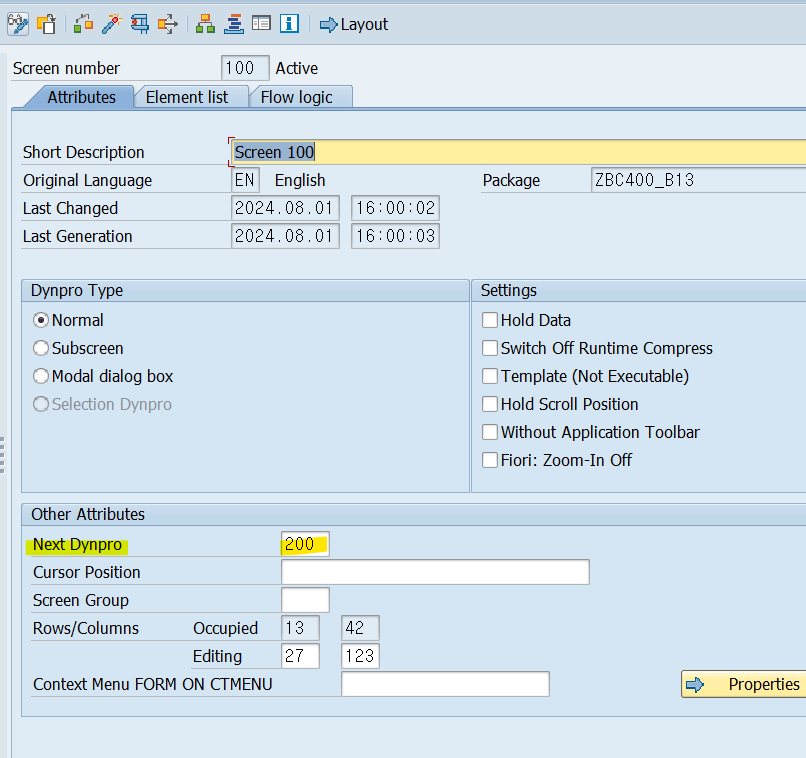 Layout
Screen number 100 Active
Attributes Element list Flow logic
Short Description Screen 100
Original Language EN English Package ZBC400_B13
Last Changed 2024.08.01 16:00:02
Last Generation 2024.08.01 16:00:03
Dynpro Type Settings
Normal Hold Data
Subscreen Switch Off Runtime Compress
Modal dialog box Template (Not Executable)
Selection Dynpro Hold Scroll Position
Without Application Toolbar
Fiori: Zoom-In Off
Other Attributes
Next Dynpro 200
Cursor Position
Screen Group
Rows/Columns Occupied 13 42
Editing 27 123
Context Menu FORM ON CTMENU Properties